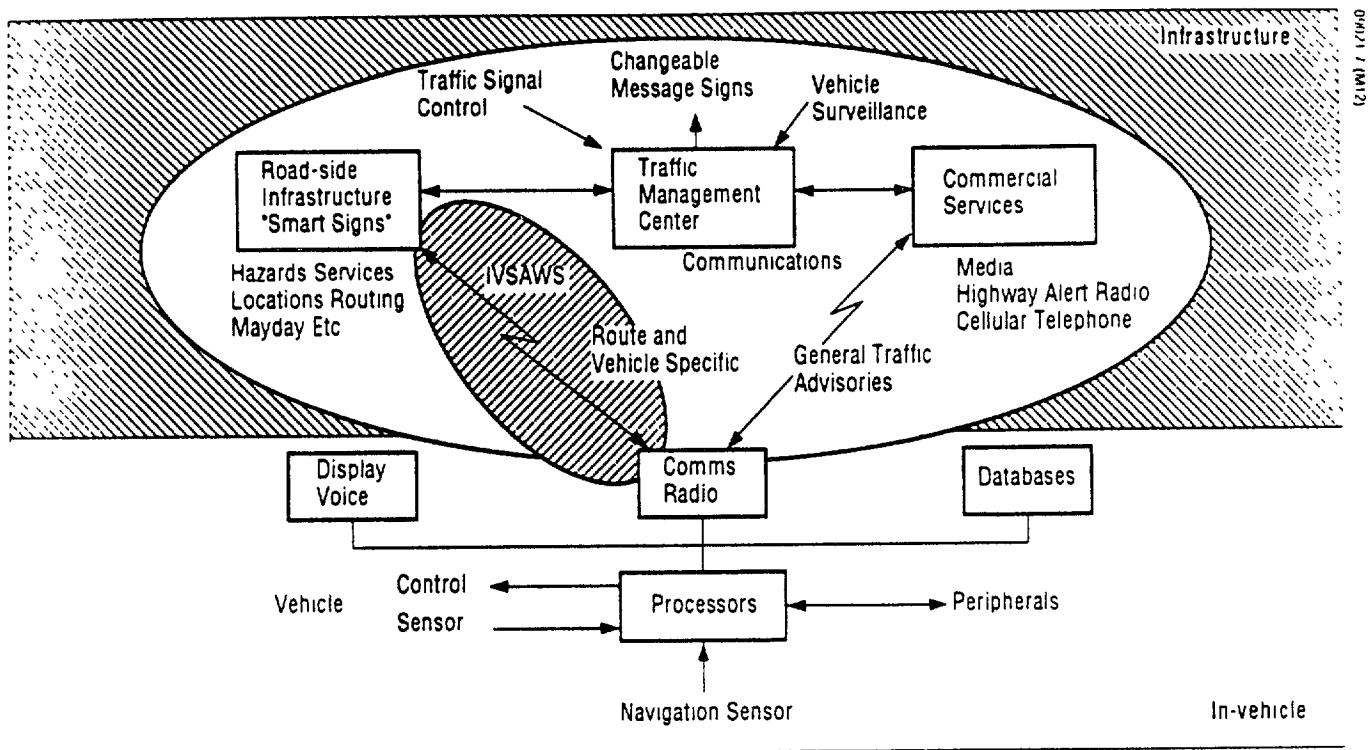 Infrastructure
Traffic Signal
Control
Changeable
Message Signs
Vehicle
Surveillance
Road-side
Infrastructure
"Smart Signs"
Traffic
Management
Center
Commercial
Services
Communications
Hazards Services
Locations Routing
Mayday Etc
IVSAWS
Route and
Vehicle Specific
General Traffic
Advisories
Media
Highway Alert Radio
Cellular Telephone
Display
Voice
Comms
Radio
Databases
Vehicle
Control
Sensor
Processors
Peripherals
Navigation Sensor
In-vehicle